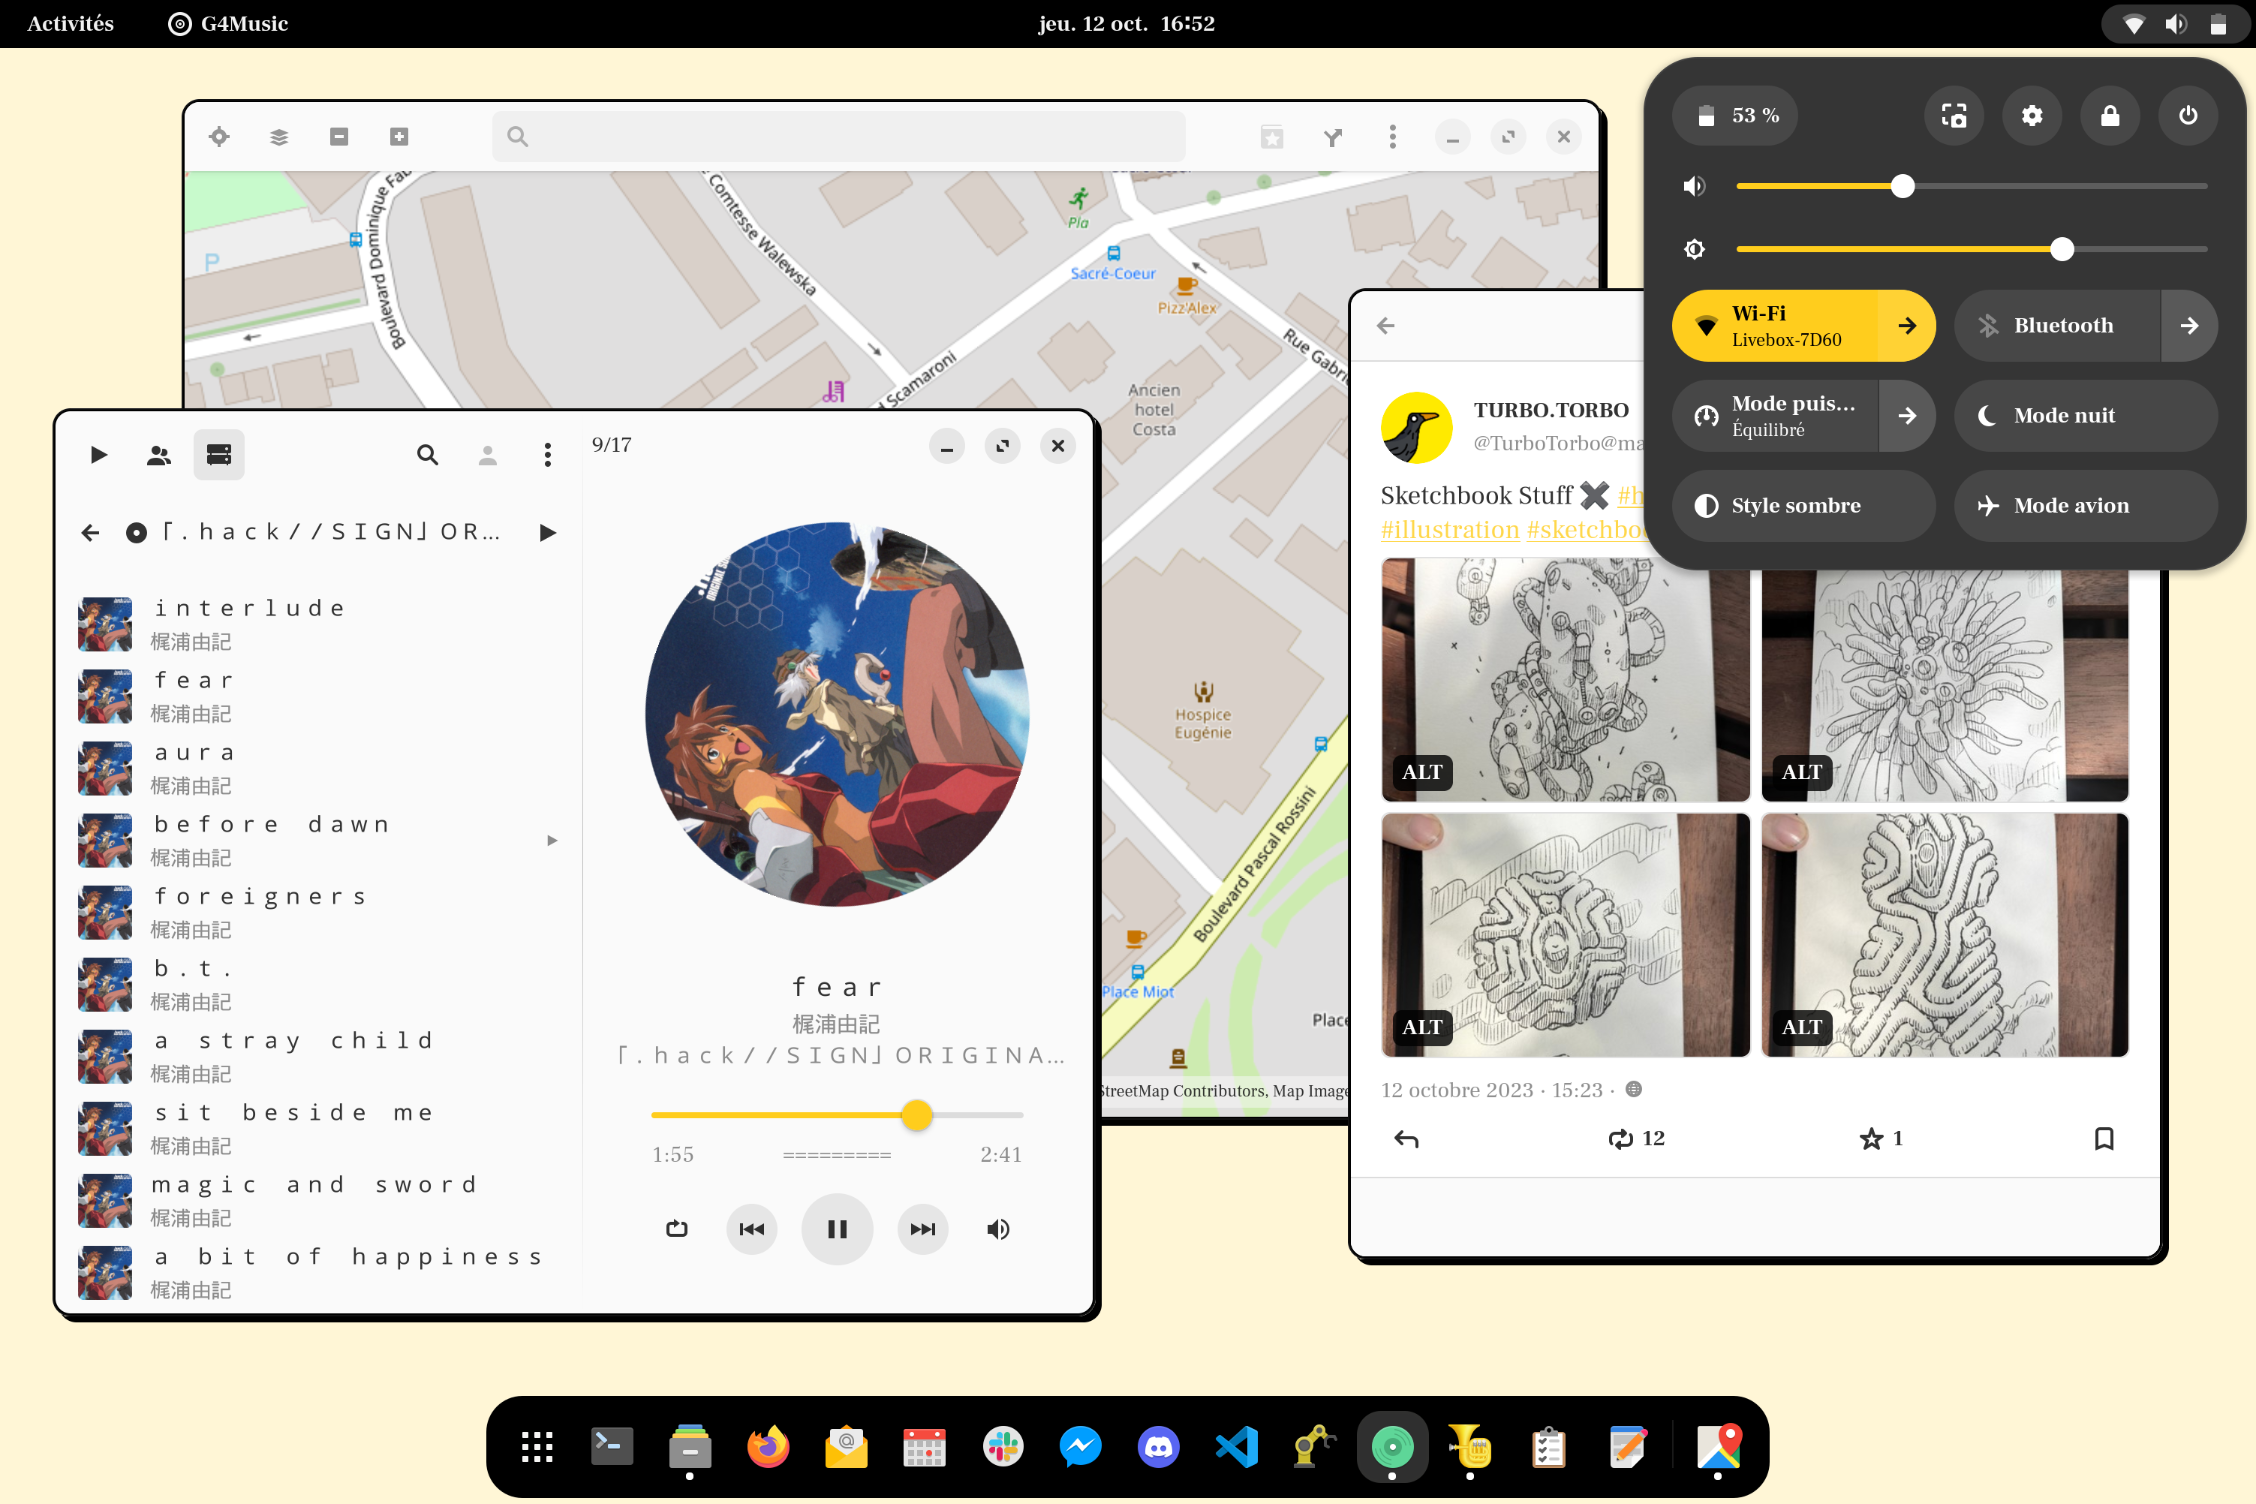 Activités
G4Music
jeu. 12 oct. 16:52
53 %
Wi-Fi
Livebox-7D60
Bluetooth
Mode puis…
Équilibré
Mode nuit
Style sombre
Mode avion
P
Boulevard Dominique
Comtesse Walewska
Pla
Sacré-Coeur
Pizz'Alex
Rue
Scamaroni
Ancien
hotel
Costa
Hospice
Eugénie
Boulevard Pascal Rossini
Place Miot
Place
StreetMap Contributors, Map Image
9/17
「.hack//SIGN」OR…
interlude
梶浦由記
fear
梶浦由記
aura
梶浦由記
before dawn
梶浦由記
foreigners
梶浦由記
b.t.
梶浦由記
a stray child
梶浦由記
sit beside me
梶浦由記
magic and sword
梶浦由記
a bit of happiness
梶浦由記
fear
梶浦由記
「.hack//SIGN」ORIGINA…
1:55
=========
2:41
TURBO.TORBO
@TurboTorbo@ma
Sketchbook Stuff ✖ #h
#illustration #sketchbo
ALT
ALT
ALT
ALT
12 octobre 2023 · 15:23 ·
12
1